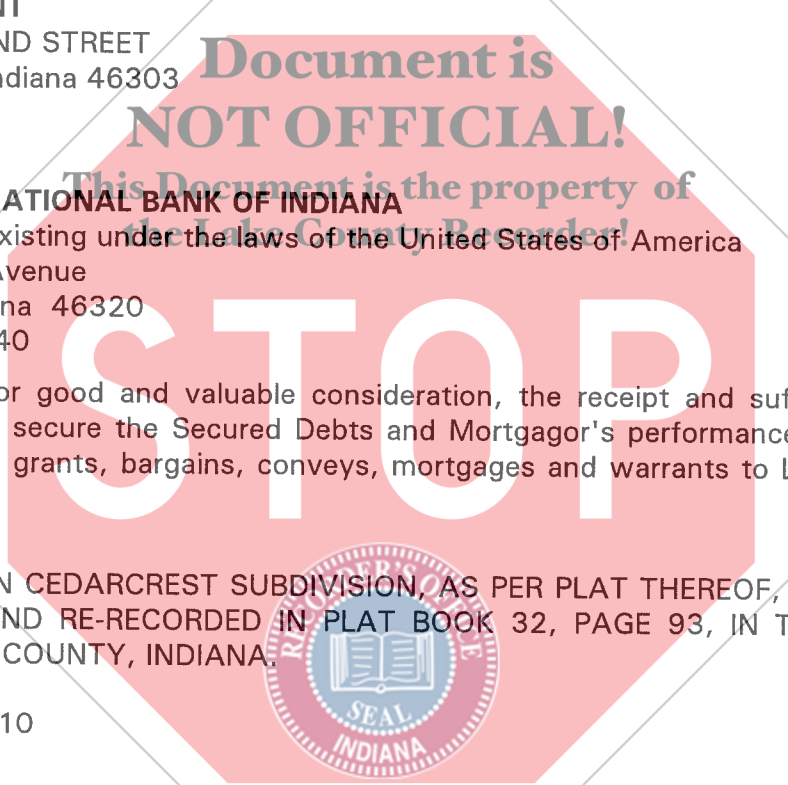 NT
ND STREET
ndiana 46303
Document is
NOT OFFICIAL!
This Document is the property of
the Lake County Recorder!
ATIONAL BANK OF INDIANA
xisting under the laws of the United States of America
Avenue
na 46320
40
STOP
or good and valuable consideration, the receipt and suf
secure the Secured Debts and Mortgagor's performance
grants, bargains, conveys, mortgages and warrants to L
N CEDARCREST SUBDIVISION, AS PER PLAT THEREOF,
ND RE-RECORDED IN PLAT BOOK 32, PAGE 93, IN T
COUNTY, INDIANA.
RECORDER'S OFFICE
SEAL
INDIANA
10